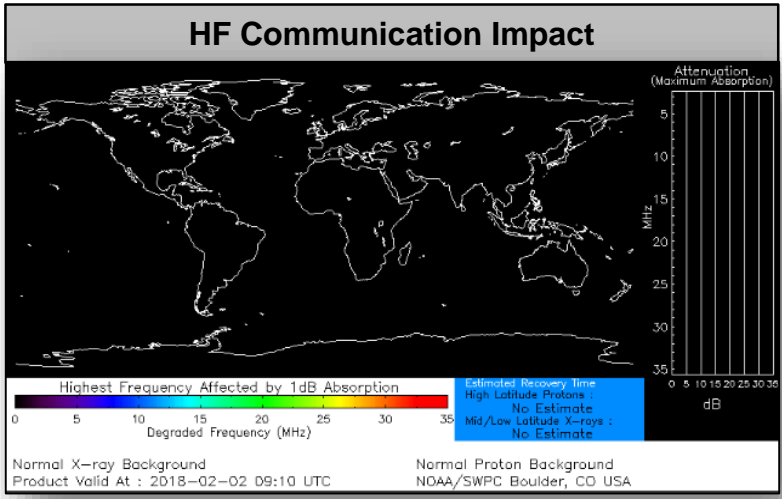 HF Communication Impact
Attenuation
(Maximum Absorption)
5
10
15
20
25
30
35
MHz
0 5 10 15 20 25 30 35
dB
Highest Frequency Affected by 1dB Absorption
0 5 10 15 20 25 30 35
Degraded Frequency (MHz)
Estimated Recovery Time
High Latitude Protons :
No Estimate
Mid/Low Latitude X-rays :
No Estimate
Normal X-ray Background
Normal Proton Background
Product Valid At : 2018-02-02 09:10 UTC
NOAA/SWPC Boulder, CO USA